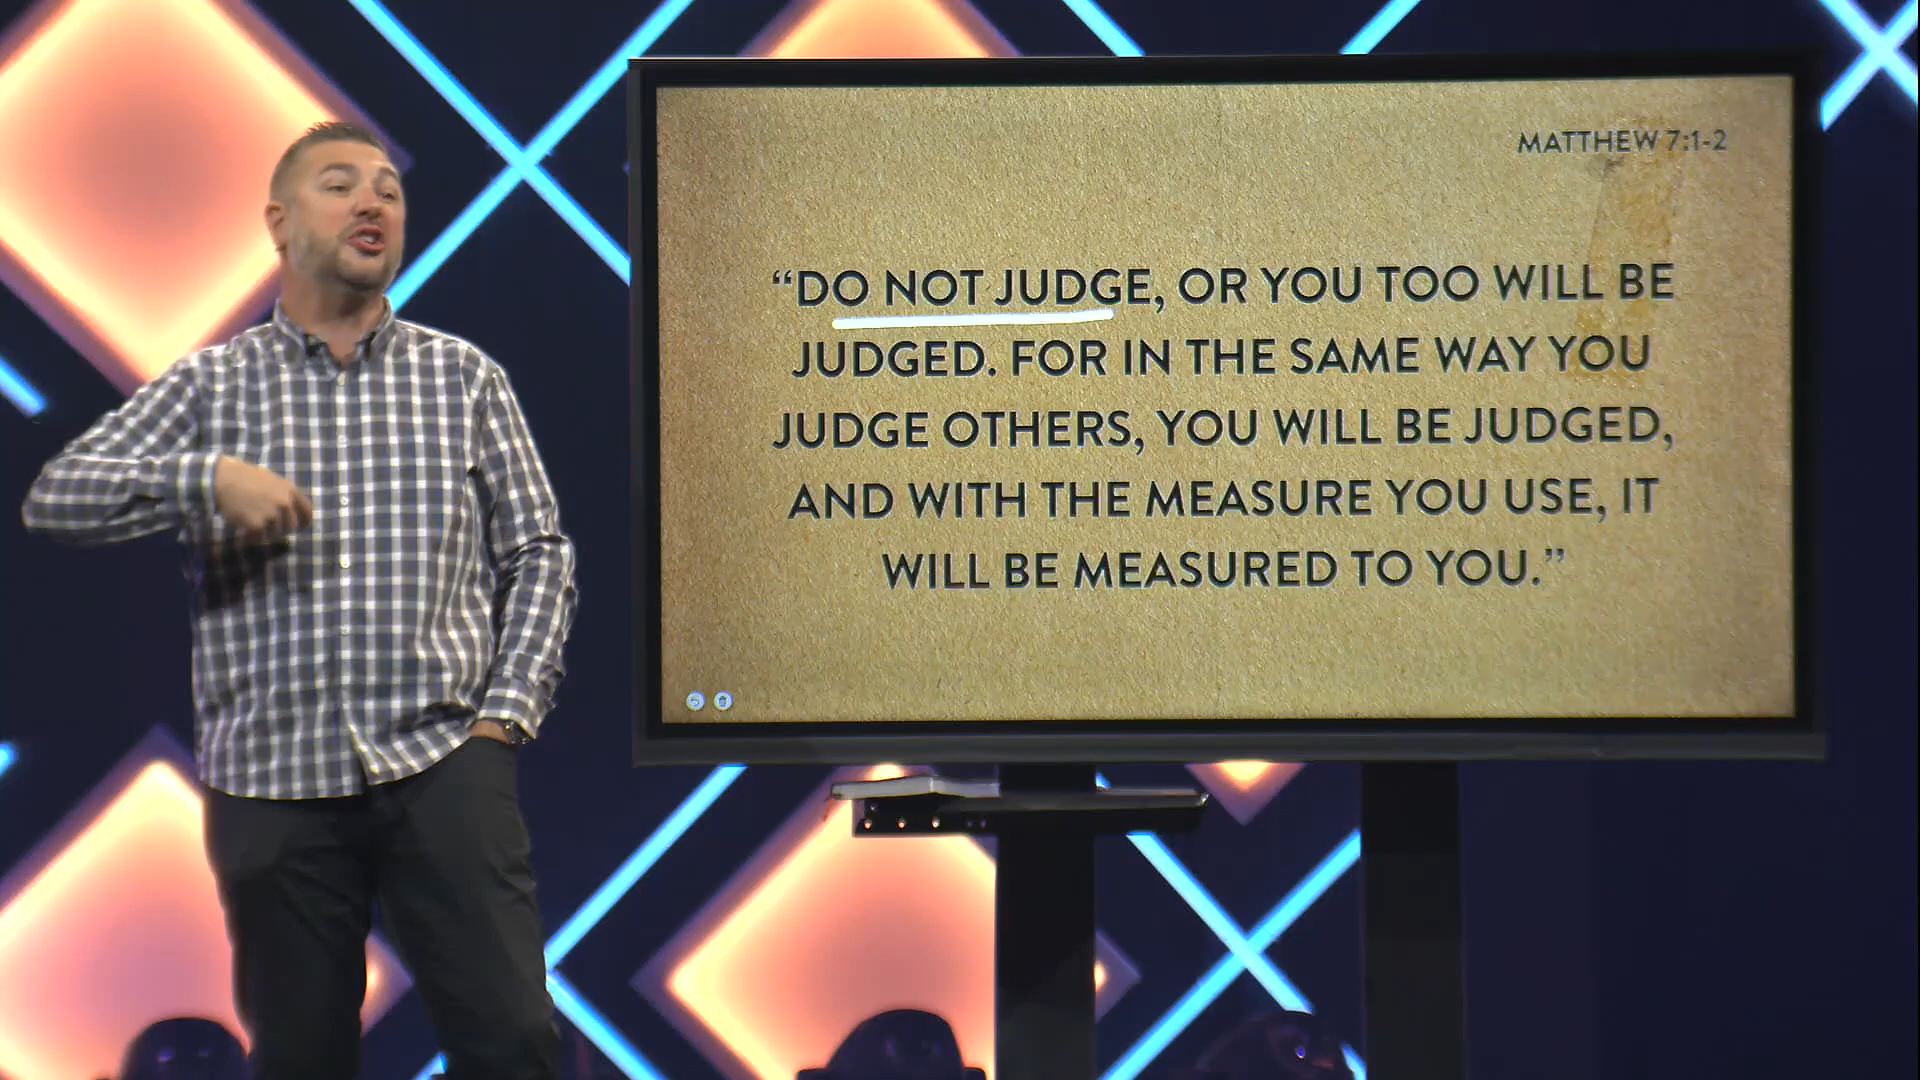 MATTHEW 7:1-2
“DO NOT JUDGE, OR YOU TOO WILL BE
JUDGED. FOR IN THE SAME WAY YOU
JUDGE OTHERS, YOU WILL BE JUDGED,
AND WITH THE MEASURE YOU USE, IT
WILL BE MEASURED TO YOU.”